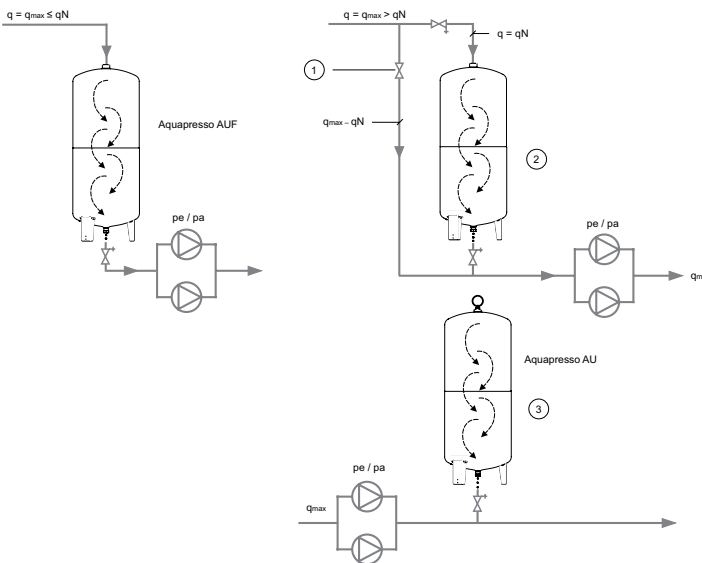 q = qmax ≤ qN
Aquapresso AUF
pe / pa
q = qmax > qN
q = qN
1
qmax – qN
2
pe / pa
qm
Aquapresso AU
3
pe / pa
qmax